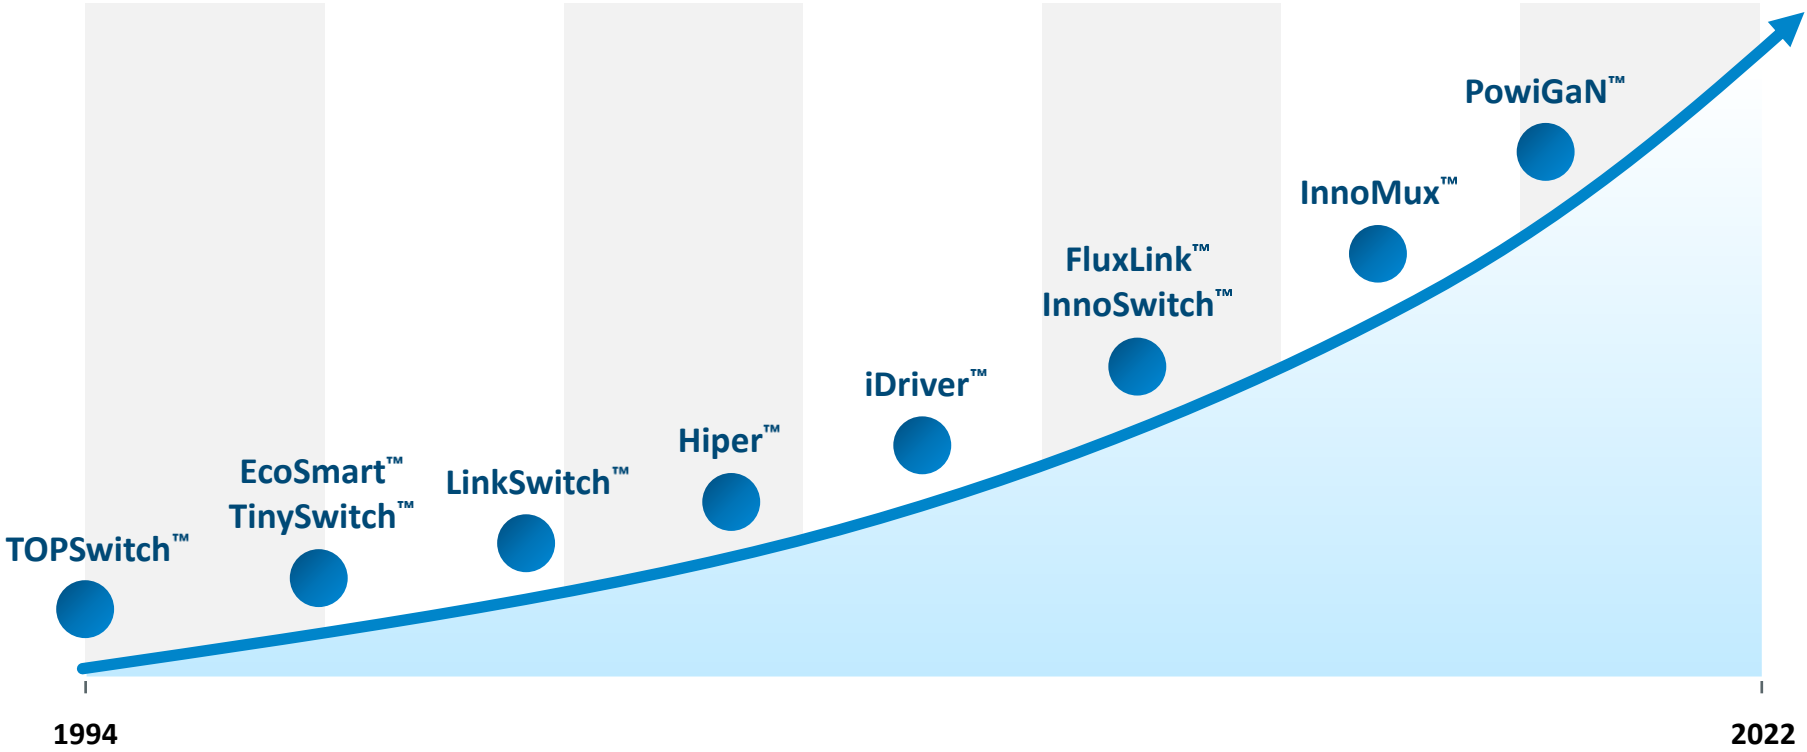 TOPSwitch™
EcoSmart™
TinySwitch™
LinkSwitch™
Hiper™
iDriver™
FluxLink™
InnoSwitch™
InnoMux™
PowiGaN™
1994
2022